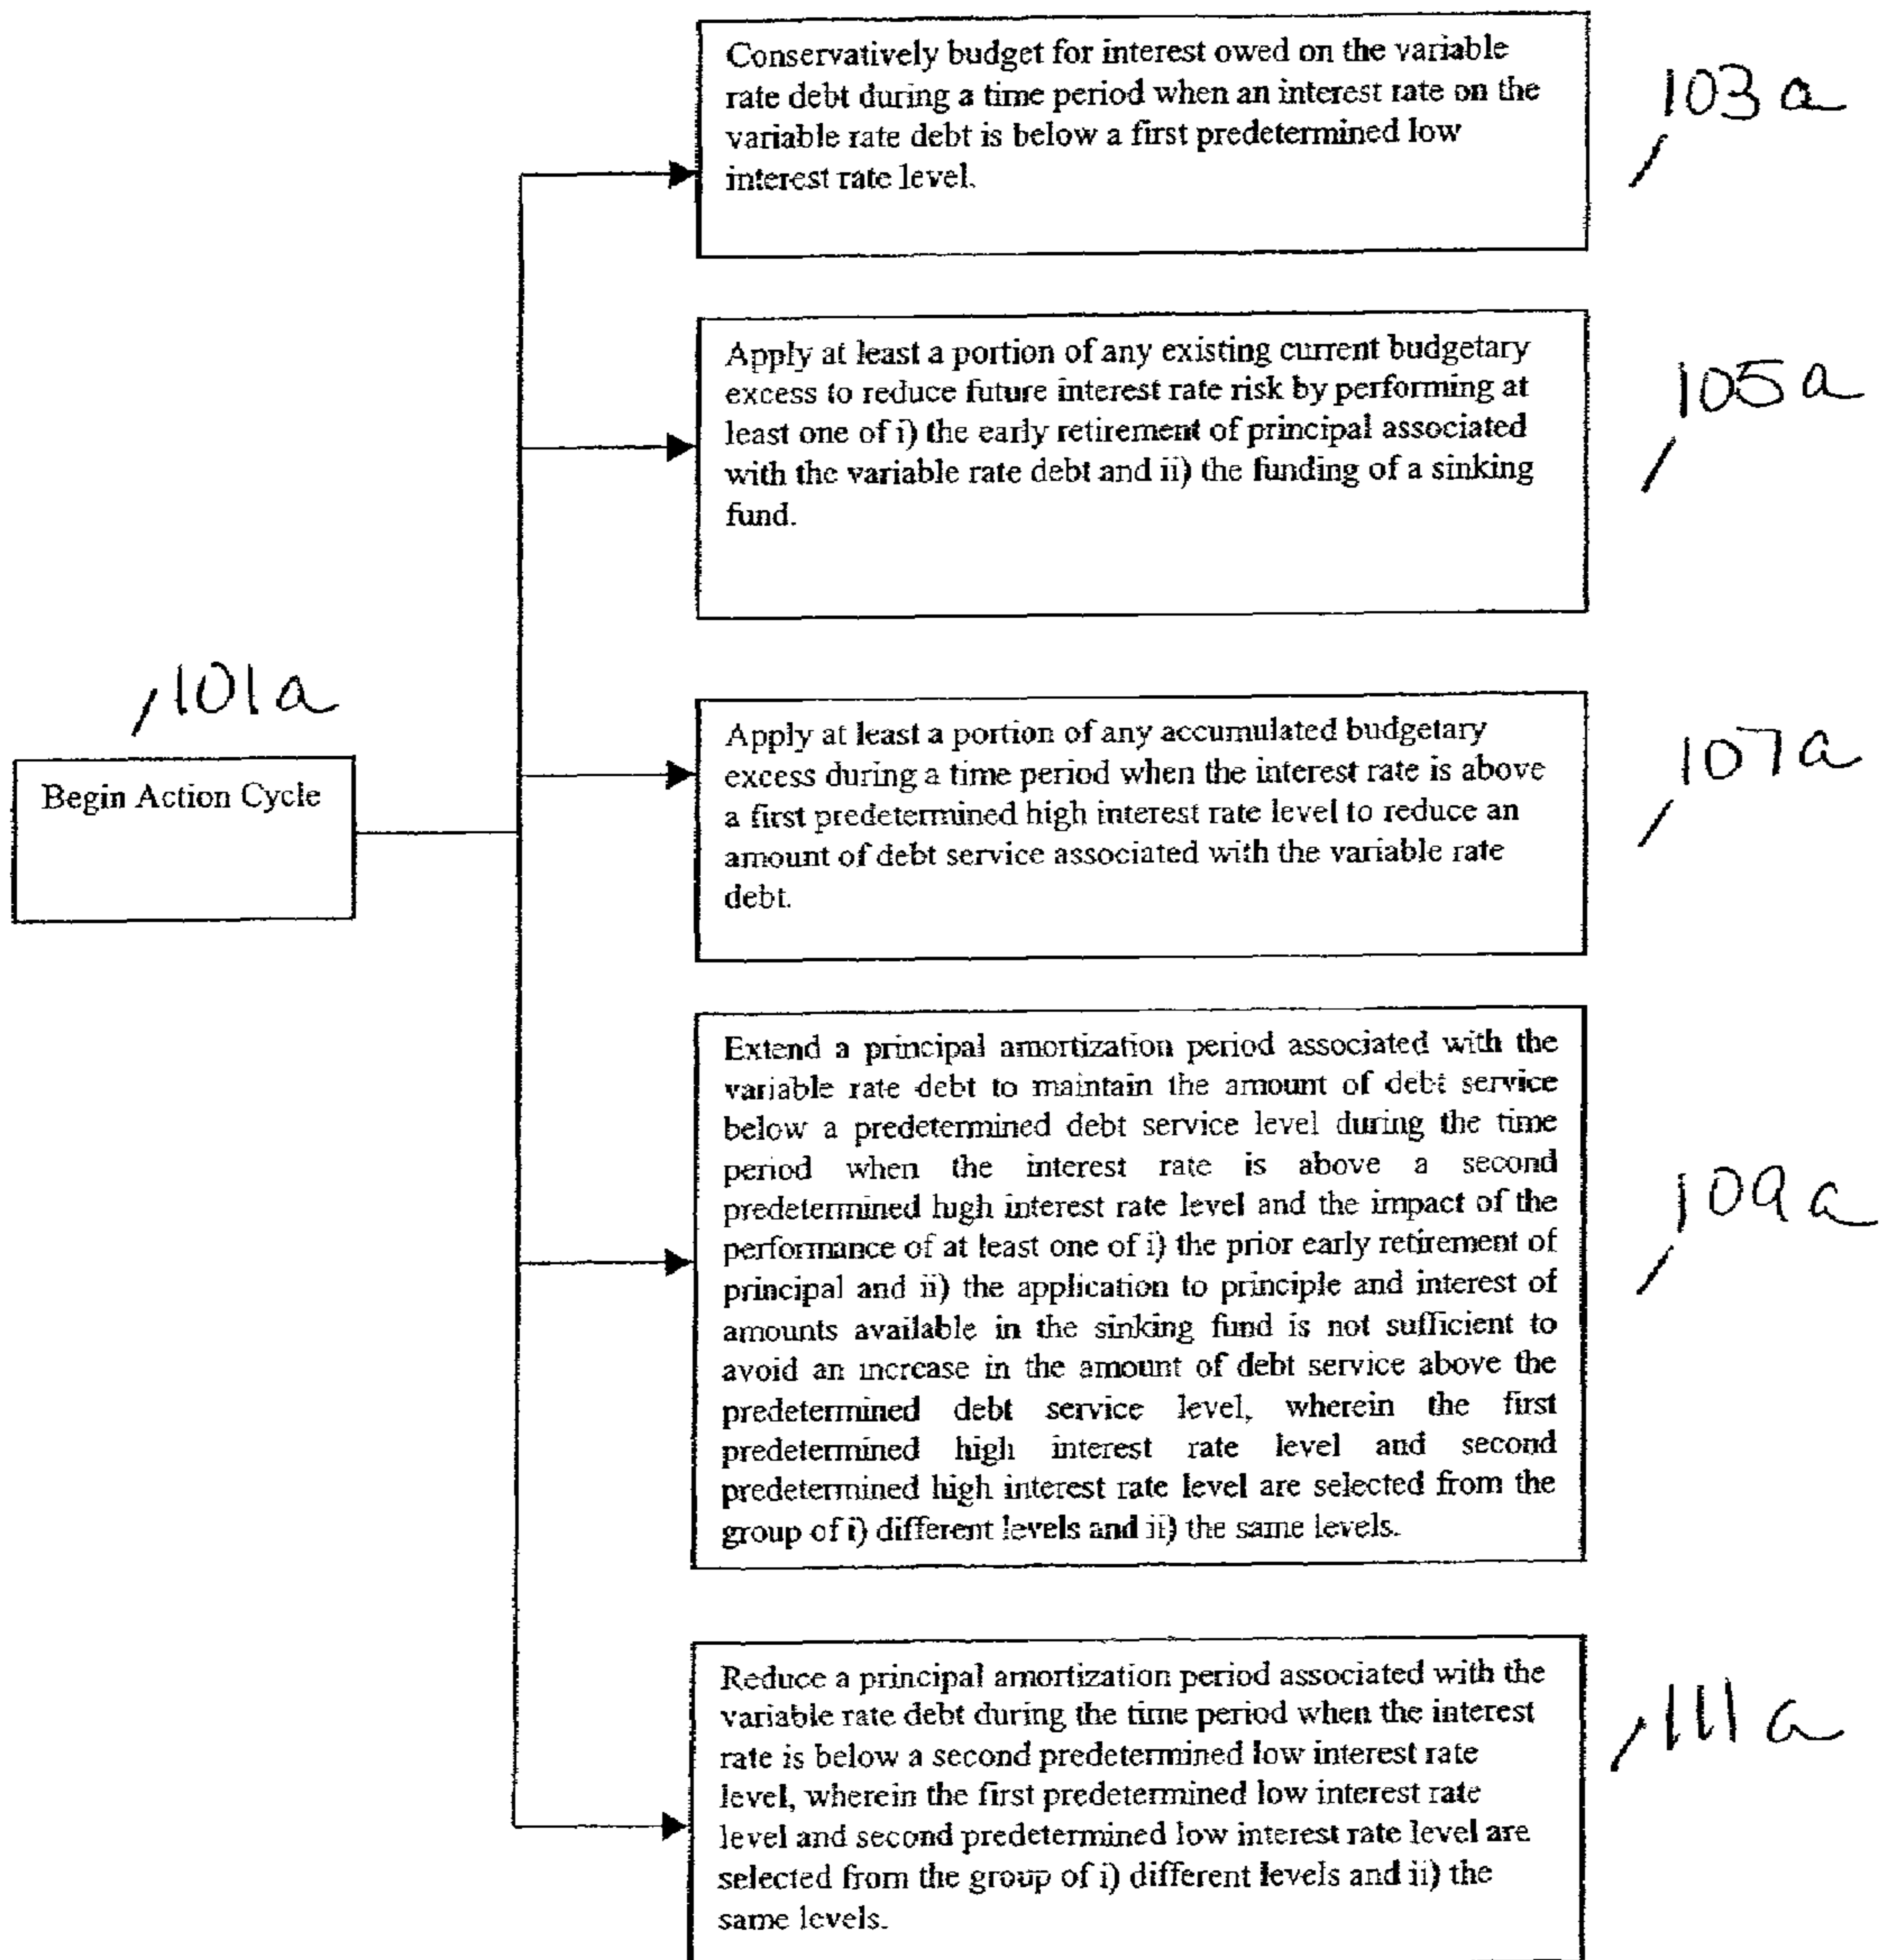 Conservatively budget for interest owed on the variable
rate debt during a time period when an interest rate on the
variable rate debt is below a first predetermined low
interest rate level.
103a
Apply at least a portion of any existing current budgetary
excess to reduce future interest rate risk by performing at
least one of i) the early retirement of principal associated
with the variable rate debt and ii) the funding of a sinking
fund.
105a
101a
Begin Action Cycle
Apply at least a portion of any accumulated budgetary
excess during a time period when the interest rate is above
a first predetermined high interest rate level to reduce an
amount of debt service associated with the variable rate
debt.
107a
Extend a principal amortization period associated with the
variable rate debt to maintain the amount of debt service
below a predetermined debt service level during the time
period when the interest rate is above a second
predetermined high interest rate level and the impact of the
performance of at least one of i) the prior early retirement of
principal and ii) the application to principle and interest of
amounts available in the sinking fund is not sufficient to
avoid an increase in the amount of debt service above the
predetermined debt service level, wherein the first
predetermined high interest rate level and second
predetermined high interest rate level are selected from the
group of i) different levels and ii) the same levels.
109a
Reduce a principal amortization period associated with the
variable rate debt during the time period when the interest
rate is below a second predetermined low interest rate
level, wherein the first predetermined low interest rate
level and second predetermined low interest rate level are
selected from the group of i) different levels and ii) the
same levels.
111a